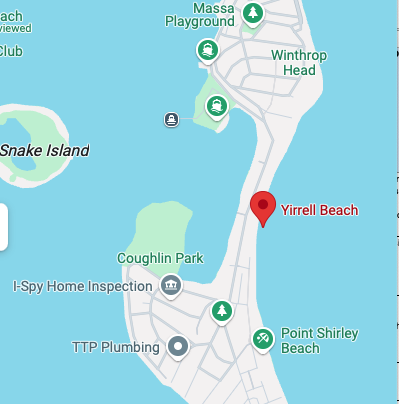 Massa
Playground
ach
viewed
Club
Winthrop
Head
Snake Island
Yirrell Beach
Coughlin Park
I-Spy Home Inspection
Point Shirley
Beach
TTP Plumbing